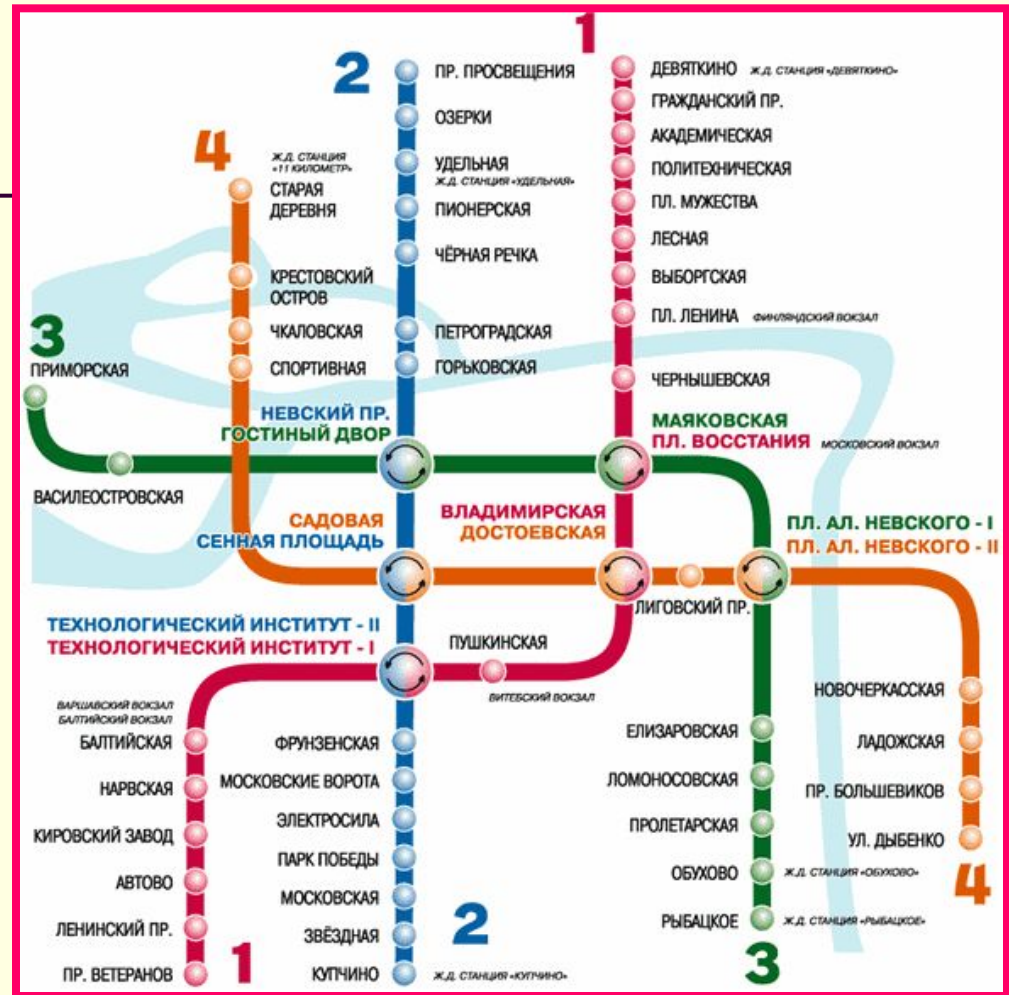 1
2
ПР. ПРОСВЕЩЕНИЯ
ОЗЕРКИ
УДЕЛЬНАЯ
Ж.Д. СТАНЦИЯ «УДЕЛЬНАЯ»
ПИОНЕРСКАЯ
ЧЁРНАЯ РЕЧКА
ПЕТРОГРАДСКАЯ
ГОРЬКОВСКАЯ
ДЕВЯТКИНО Ж.Д. СТАНЦИЯ «ДЕВЯТКИНО»
ГРАЖДАНСКИЙ ПР.
АКАДЕМИЧЕСКАЯ
ПОЛИТЕХНИЧЕСКАЯ
ПЛ. МУЖЕСТВА
ЛЕСНАЯ
ВЫБОРГСКАЯ
ПЛ. ЛЕНИНА ФИНЛЯНДСКИЙ ВОКЗАЛ
ЧЕРНЫШЕВСКАЯ
4
Ж.Д. СТАНЦИЯ
«11 КИЛОМЕТР»
СТАРАЯ
ДЕРЕВНЯ
КРЕСТОВСКИЙ
ОСТРОВ
ЧКАЛОВСКАЯ
СПОРТИВНАЯ
3
ПРИМОРСКАЯ
ВАСИЛЕОСТРОВСКАЯ
НЕВСКИЙ ПР.
ГОСТИНЫЙ ДВОР
МАЯКОВСКАЯ
ПЛ. ВОССТАНИЯ МОСКОВСКИЙ ВОКЗАЛ
САДОВАЯ
СЕННАЯ ПЛОЩАДЬ
ВЛАДИМИРСКАЯ
ДОСТОЕВСКАЯ
ПЛ. АЛ. НЕВСКОГО - I
ПЛ. АЛ. НЕВСКОГО - II
ЛИГОВСКИЙ ПР.
ТЕХНОЛОГИЧЕСКИЙ ИНСТИТУТ - II
ТЕХНОЛОГИЧЕСКИЙ ИНСТИТУТ - I
ПУШКИНСКАЯ
ВИТЕБСКИЙ ВОКЗАЛ
ВАРШАВСКИЙ ВОКЗАЛ
БАЛТИЙСКИЙ ВОКЗАЛ
БАЛТИЙСКАЯ
НАРВСКАЯ
КИРОВСКИЙ ЗАВОД
АВТОВО
ЛЕНИНСКИЙ ПР.
ПР. ВЕТЕРАНОВ
1
ФРУНЗЕНСКАЯ
МОСКОВСКИЕ ВОРОТА
ЭЛЕКТРОСИЛА
ПАРК ПОБЕДЫ
МОСКОВСКАЯ
ЗВЁЗДНАЯ
КУПЧИНО Ж.Д. СТАНЦИЯ «КУПЧИНО»
2
ЕЛИЗАРОВСКАЯ
ЛОМОНОСОВСКАЯ
ПРОЛЕТАРСКАЯ
ОБУХОВО Ж.Д. СТАНЦИЯ «ОБУХОВО»
РЫБАЦКОЕ Ж.Д. СТАНЦИЯ «РЫБАЦКОЕ»
3
НОВОЧЕРКАССКАЯ
ЛАДОЖСКАЯ
ПР. БОЛЬШЕВИКОВ
УЛ. ДЫБЕНКО
4